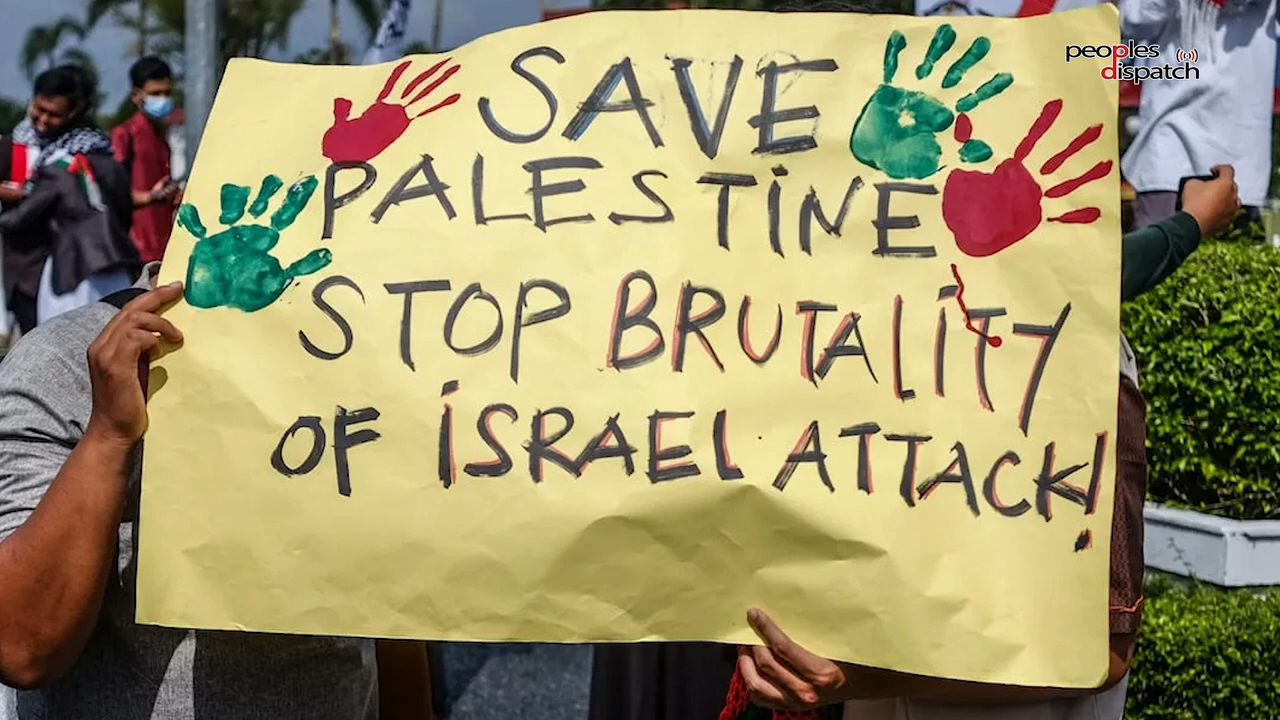 peoples
dispatch
SAVE
PALESTINE
STOP BRUTALITY
OF ISRAEL ATTACK!